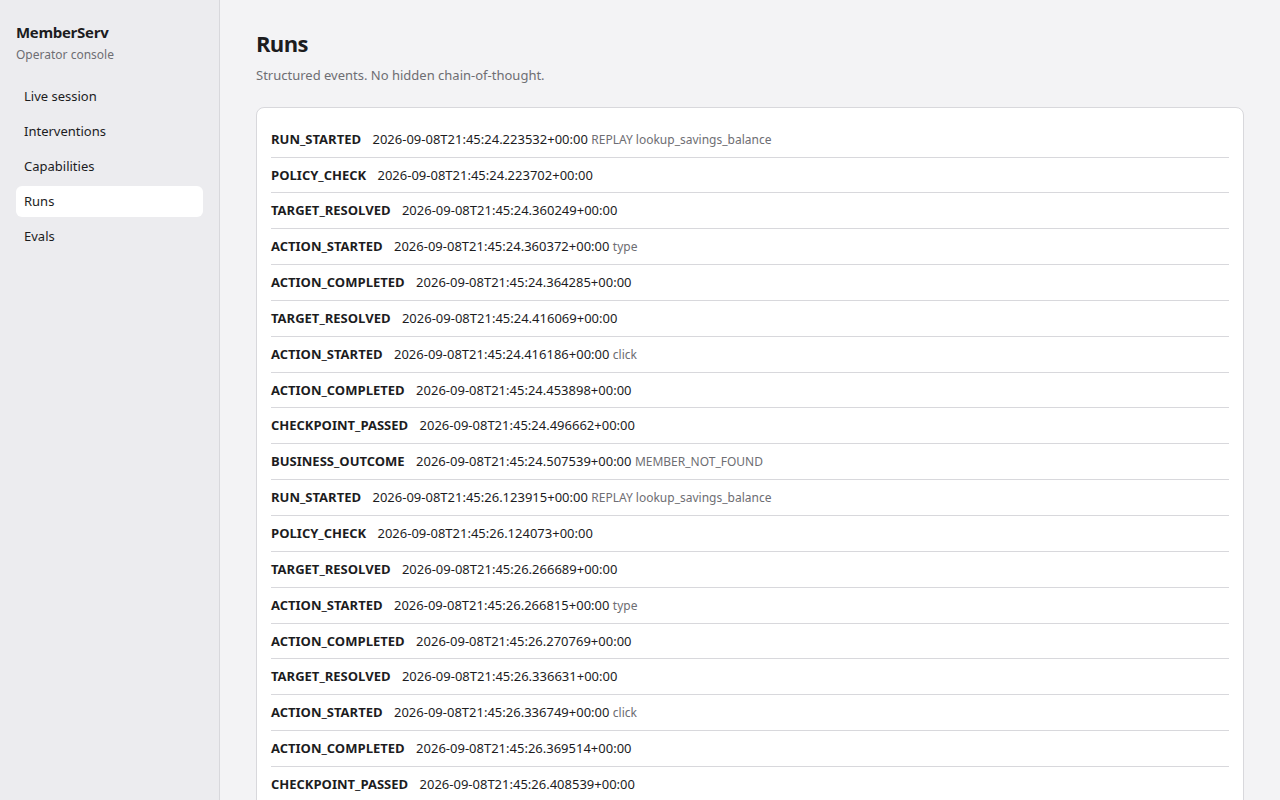 MemberServ
Operator console
Live session
Interventions
Capabilities
Runs
Evals
Runs
Structured events. No hidden chain-of-thought.
RUN_STARTED 2026-09-08T21:45:24.223532+00:00 REPLAY lookup_savings_balance
POLICY_CHECK 2026-09-08T21:45:24.223702+00:00
TARGET_RESOLVED 2026-09-08T21:45:24.360249+00:00
ACTION_STARTED 2026-09-08T21:45:24.360372+00:00 type
ACTION_COMPLETED 2026-09-08T21:45:24.364285+00:00
TARGET_RESOLVED 2026-09-08T21:45:24.416069+00:00
ACTION_STARTED 2026-09-08T21:45:24.416186+00:00 click
ACTION_COMPLETED 2026-09-08T21:45:24.453898+00:00
CHECKPOINT_PASSED 2026-09-08T21:45:24.496662+00:00
BUSINESS_OUTCOME 2026-09-08T21:45:24.507539+00:00 MEMBER_NOT_FOUND
RUN_STARTED 2026-09-08T21:45:26.123915+00:00 REPLAY lookup_savings_balance
POLICY_CHECK 2026-09-08T21:45:26.124073+00:00
TARGET_RESOLVED 2026-09-08T21:45:26.266689+00:00
ACTION_STARTED 2026-09-08T21:45:26.266815+00:00 type
ACTION_COMPLETED 2026-09-08T21:45:26.270769+00:00
TARGET_RESOLVED 2026-09-08T21:45:26.336631+00:00
ACTION_STARTED 2026-09-08T21:45:26.336749+00:00 click
ACTION_COMPLETED 2026-09-08T21:45:26.369514+00:00
CHECKPOINT_PASSED 2026-09-08T21:45:26.408539+00:00